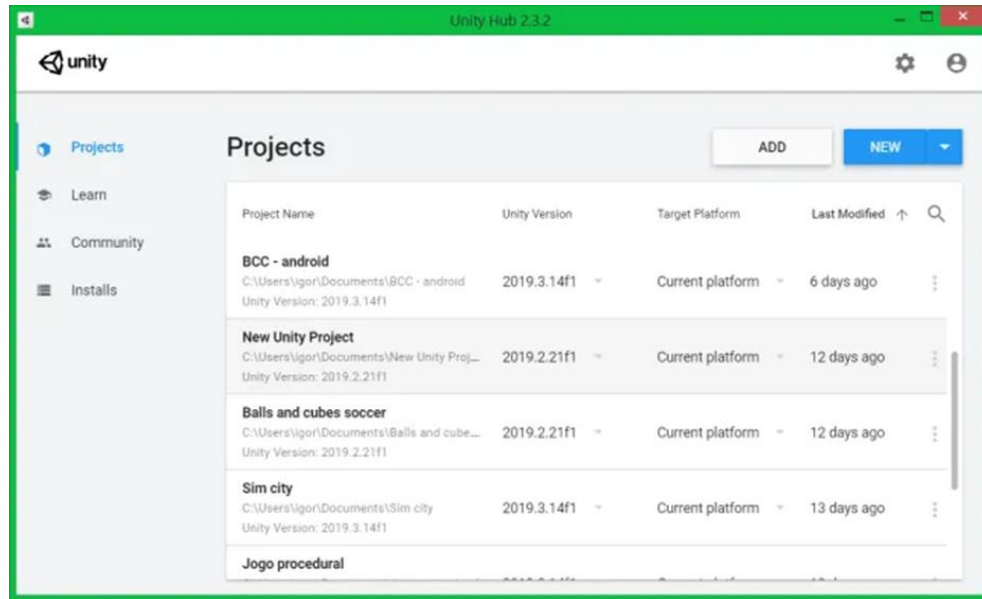 Unity Hub 2.3.2
unity
Projects
Learn
Community
Installs
Projects
ADD
NEW
Project Name Unity Version Target Platform Last Modified
BCC - android
C:\Users\igor\Documents\BCC - android
Unity Version: 2019.3.14f1
2019.3.14f1 Current platform 6 days ago
New Unity Project
C:\Users\igor\Documents\New Unity Proj...
Unity Version: 2019.2.21f1
2019.2.21f1 Current platform 12 days ago
Balls and cubes soccer
C:\Users\igor\Documents\Balls and cube...
Unity Version: 2019.2.21f1
2019.2.21f1 Current platform 12 days ago
Sim city
C:\Users\igor\Documents\Sim city
Unity Version: 2019.3.14f1
2019.3.14f1 Current platform 13 days ago
Jogo procedural